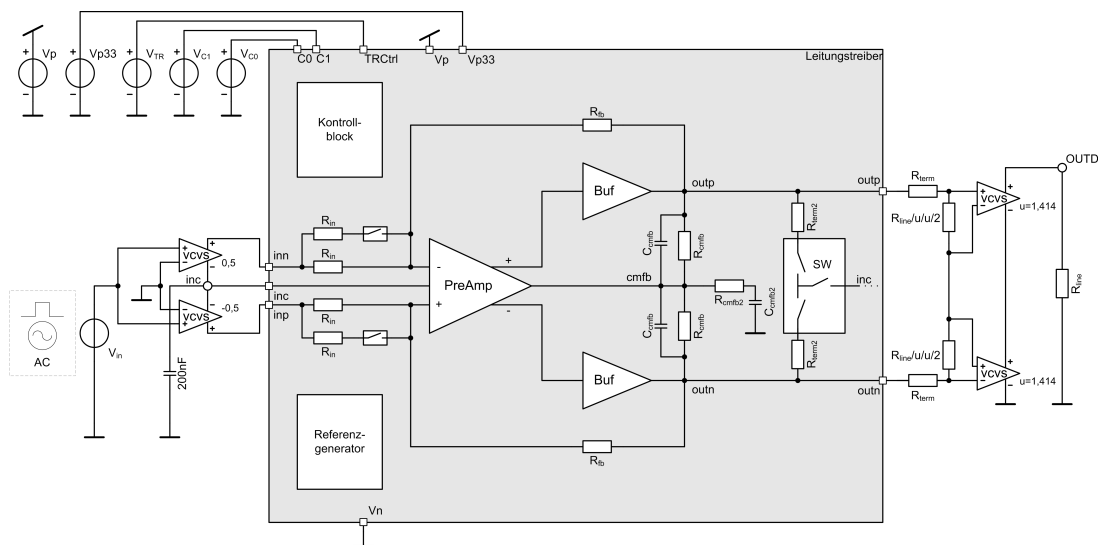 Vp
Vp33
VTR
VC1
VC0
C0 C1
TRCtrl
Vp
Vp33
Leitungstreiber
Kontroll-
block
Rfb
Buf
outp
outp
Rterm
OUTD
VCVS
u=1,414
Rline/u/u/2
Rin
Rterm2
Ccmfb
Rcmfb
inn
Rin
VCVS
0,5
SW
cmfb
PreAmp
inc
inc
inc
Rcmfb2
Ccmfb2
Rline
inp
Rin
VCVS
-0,5
Rin
Ccmfb
Rcmfb
Rterm2
AC
Vin
200nF
Rline/u/u/2
VCVS
u=1,414
Buf
outn
outn
Rterm
Referenz-
generator
Rfb
Vn